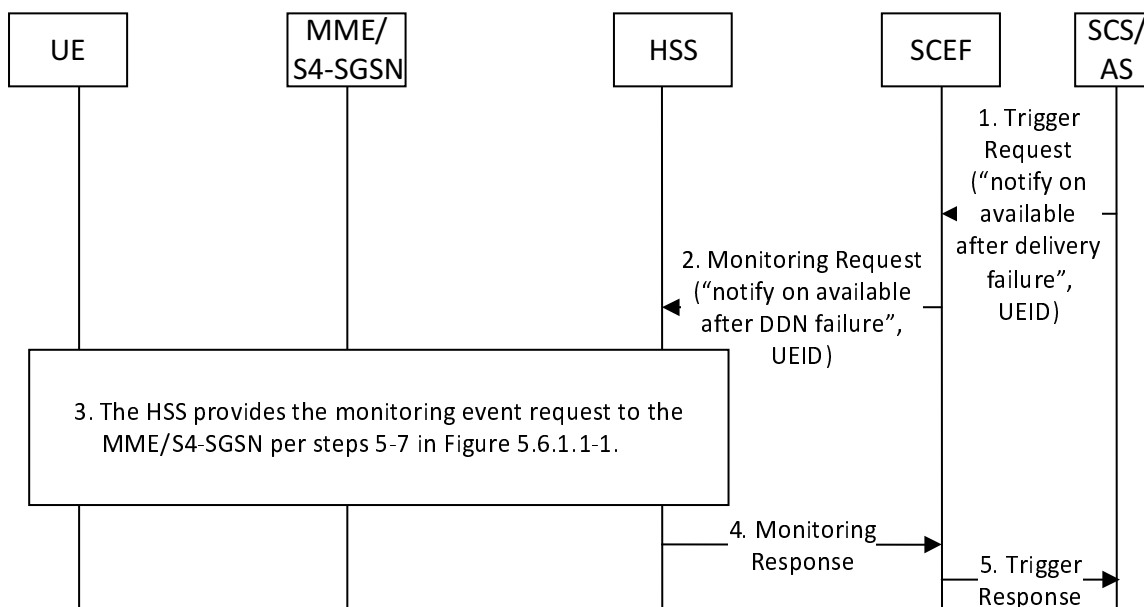 UE
MME/
S4-SGSN
HSS
SCEF
SCS/
AS
1. Trigger
Request
(“notify on
available
after delivery
failure”,
UEID)
2. Monitoring Request
(“notify on available
after DDN failure”,
UEID)
3. The HSS provides the monitoring event request to the
MME/S4-SGSN per steps 5-7 in Figure 5.6.1.1-1.
4. Monitoring
Response
5. Trigger
Response